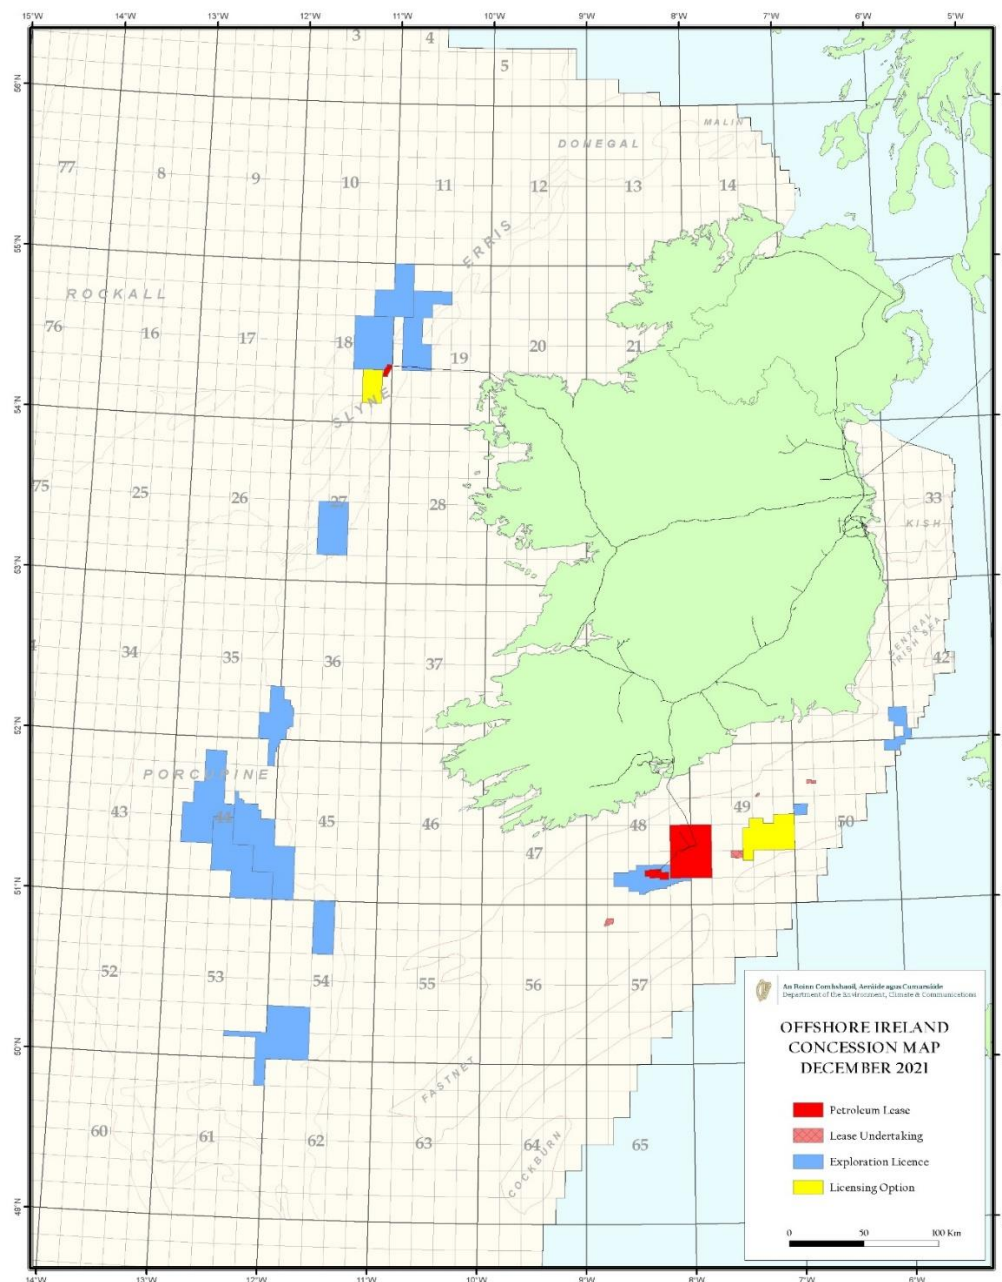 15°W 14°W 13°W 12°W 11°W 10°W 9°W 8°W 7°W 6°W 5°W
3 4
5
56°N
MALIN
DONEGAL
77 8 9 10 11 12 13 14
55°N
ERRIS
ROCKALL
76 16 17 18 19 20 21
54°N
SLYNE
75 25 26 27 28 33
KISH
53°N
CENTRAL
IRISH SEA
34 35 36 37 42
52°N
PORCUPINE
43 44 45 46 47 48 49 50
51°N
52 53 54 55 56 57
An Roinn Comhshaoil, Aeráide agus Cumarsáide
Department of the Environment, Climate & Communications
OFFSHORE IRELAND
CONCESSION MAP
DECEMBER 2021
50°N
FASTNET
Petroleum Lease
Lease Undertaking
Exploration Licence
Licensing Option
60 61 62 63 64 65
COCKBURN
49°N
0 50 100 Km
14°W 13°W 12°W 11°W 10°W 9°W 8°W 7°W 6°W